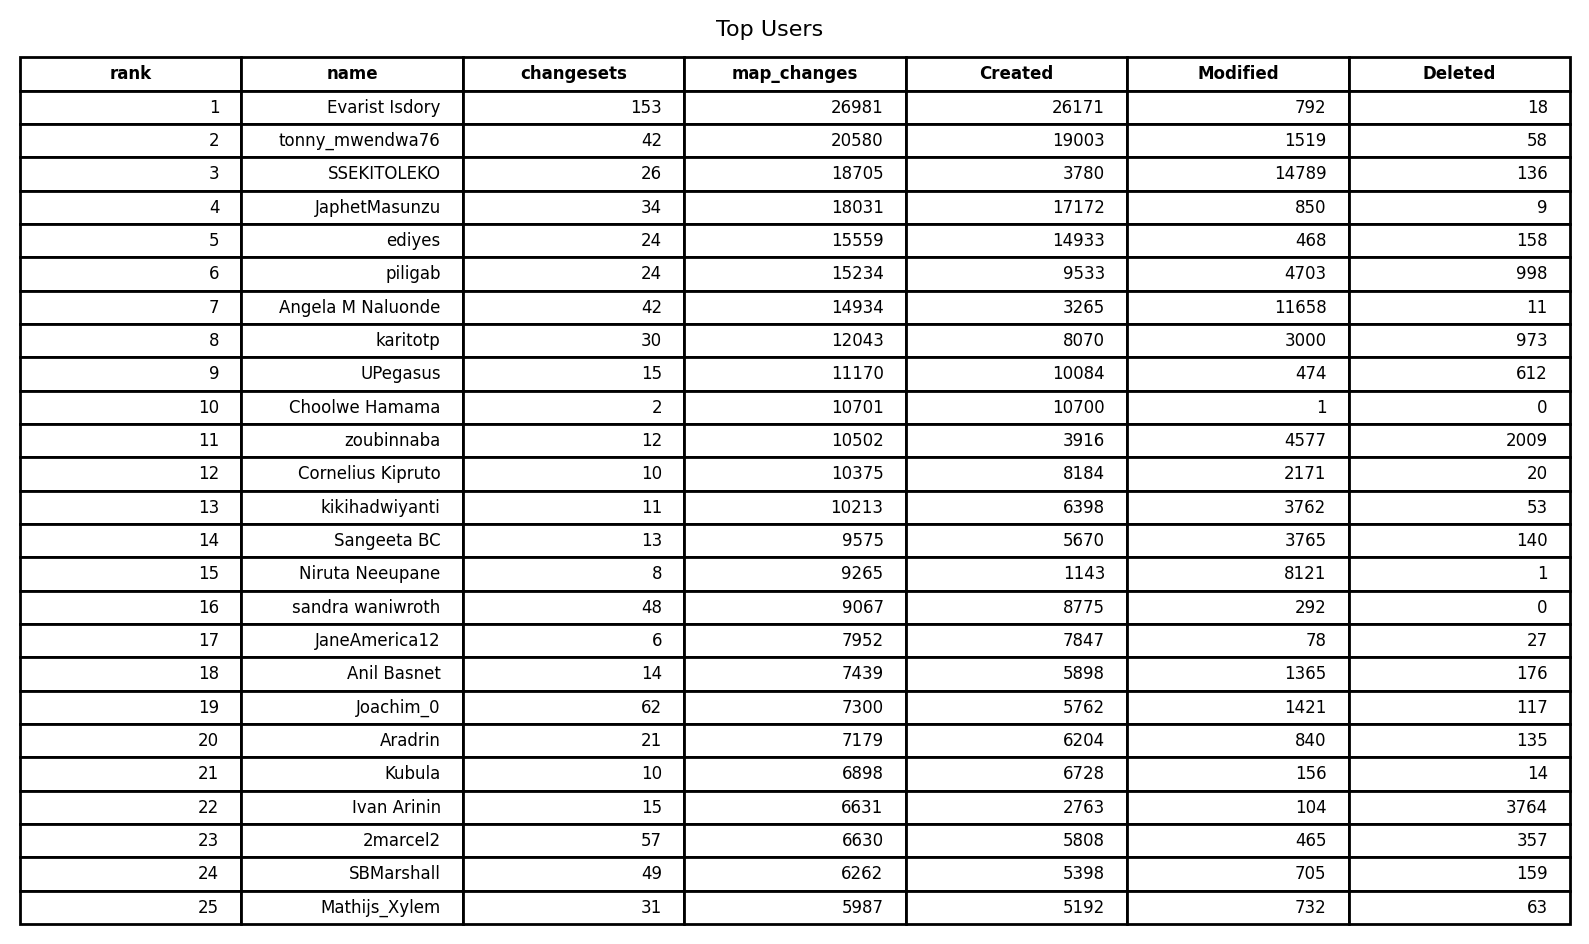 Top Users
rank name changesets map_changes Created Modified Deleted
1 Evarist Isdory 153 26981 26171 792 18
2 tonny_mwendwa76 42 20580 19003 1519 58
3 SSEKITOLEKO 26 18705 3780 14789 136
4 JaphetMasunzu 34 18031 17172 850 9
5 ediyes 24 15559 14933 468 158
6 piligab 24 15234 9533 4703 998
7 Angela M Naluonde 42 14934 3265 11658 11
8 karitotp 30 12043 8070 3000 973
9 UPegasus 15 11170 10084 474 612
10 Choolwe Hamama 2 10701 10700 1 0
11 zoubinnaba 12 10502 3916 4577 2009
12 Cornelius Kipruto 10 10375 8184 2171 20
13 kikihadwiyanti 11 10213 6398 3762 53
14 Sangeeta BC 13 9575 5670 3765 140
15 Niruta Neeupane 8 9265 1143 8121 1
16 sandra waniwroth 48 9067 8775 292 0
17 JaneAmerica12 6 7952 7847 78 27
18 Anil Basnet 14 7439 5898 1365 176
19 Joachim_0 62 7300 5762 1421 117
20 Aradrin 21 7179 6204 840 135
21 Kubula 10 6898 6728 156 14
22 Ivan Arinin 15 6631 2763 104 3764
23 2marcel2 57 6630 5808 465 357
24 SBMarshall 49 6262 5398 705 159
25 Mathijs_Xylem 31 5987 5192 732 63